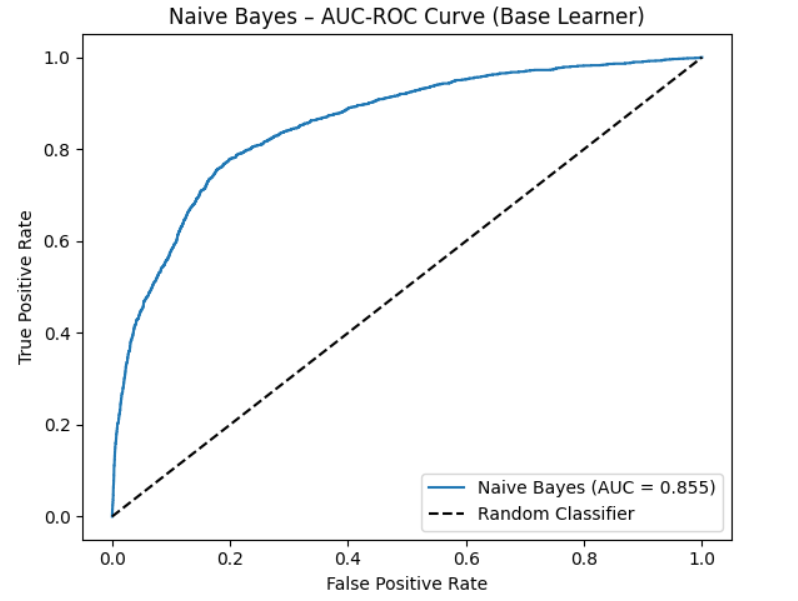 Naive Bayes – AUC-ROC Curve (Base Learner)
True Positive Rate
1.0
0.8
0.6
0.4
0.2
0.0
Naive Bayes (AUC = 0.855)
Random Classifier
0.0 0.2 0.4 0.6 0.8 1.0
False Positive Rate